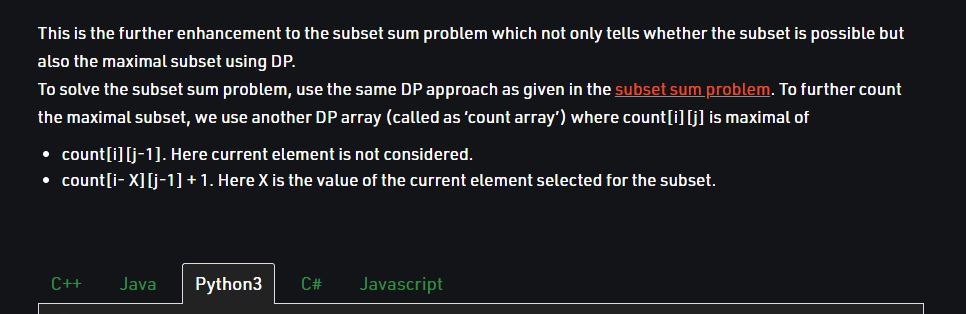 This is the further enhancement to the subset sum problem which not only tells whether the subset is possible but
also the maximal subset using DP.
To solve the subset sum problem, use the same DP approach as given in the subset sum problem. To further count
the maximal subset, we use another DP array (called as ‘count array’) where count[i][j] is maximal of
• count[i][j-1]. Here current element is not considered.
• count[i- X][j-1] + 1. Here X is the value of the current element selected for the subset.
C++ Java Python3 C# Javascript